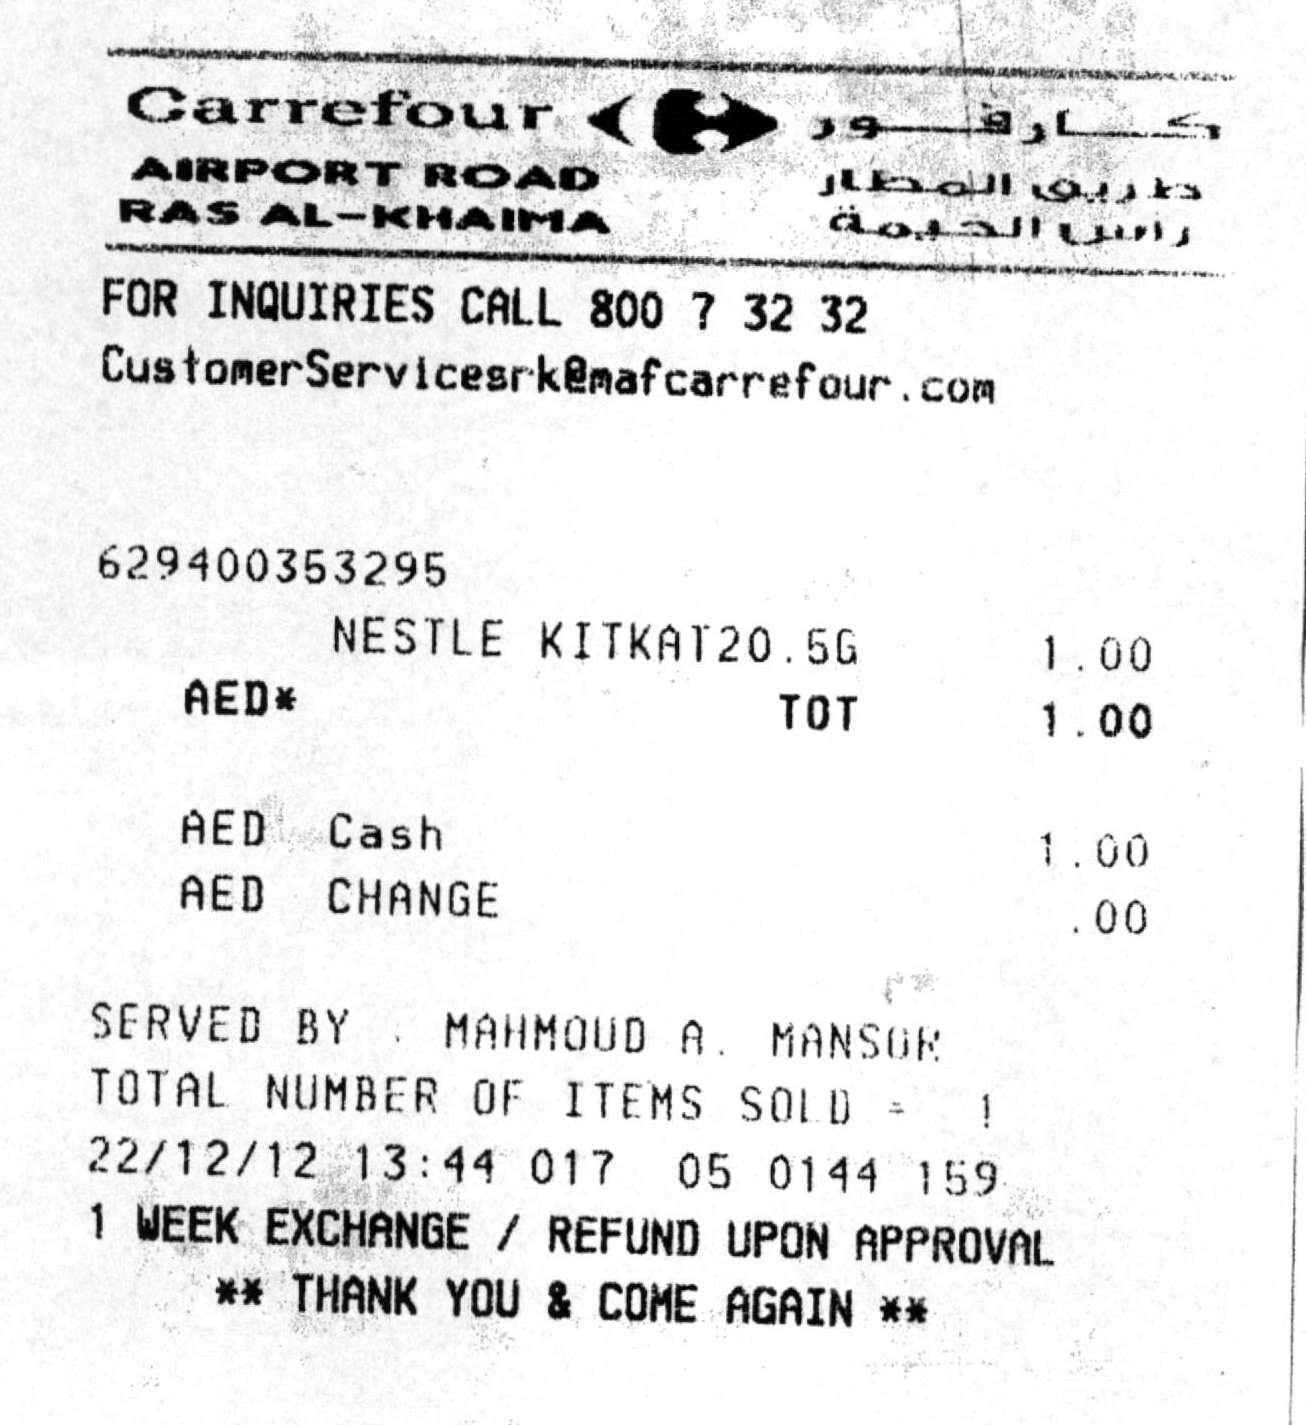 Carrefour كارفور
AIRPORT ROAD طريق المطار
RAS AL-KHAIMA رأس الخيمة
FOR INQUIRIES CALL 800 7 32 32
CustomerServicesrk@mafcarrefour.com
629400353295
NESTLE KITKAT20.5G 1.00
AED* TOT 1.00
AED Cash 1.00
AED CHANGE .00
SERVED BY . MAHMOUD A. MANSOR
TOTAL NUMBER OF ITEMS SOLD = 1
22/12/12 13:44 017 05 0144 159
1 WEEK EXCHANGE / REFUND UPON APPROVAL
** THANK YOU & COME AGAIN **